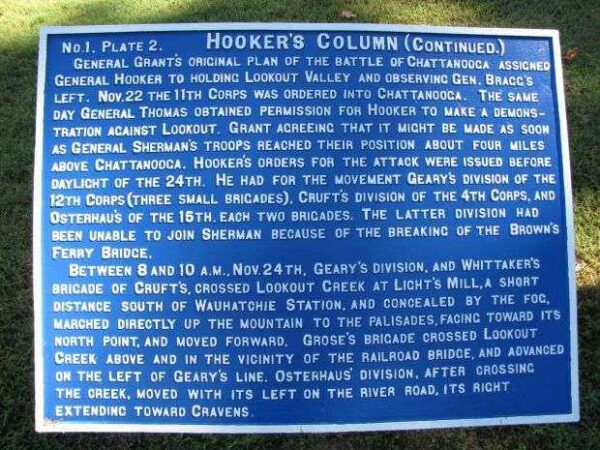 No.1, Plate 2. Hooker's Column (Continued.)
General Grant's original plan of the battle of Chattanooga assigned
General Hooker to holding Lookout Valley and observing Gen. Bragg's
left. Nov. 22 the 11th Corps was ordered into Chattanooga. The same
day General Thomas obtained permission for Hooker to make a demons-
tration against Lookout. Grant agreeing that it might be made as soon
as General Sherman's troops reached their position about four miles
above Chattanooga. Hooker's orders for the attack were issued before
daylight of the 24th. He had for the movement Geary's division of the
12th Corps (three small brigades), Cruft's division of the 4th Corps, and
Osterhaus of the 15th, each two brigades. The latter division had
been unable to join Sherman because of the breaking of the Brown's
Ferry Bridge.
Between 8 and 10 a.m., Nov. 24th, Geary's division, and Whittaker's
brigade of Cruft's, crossed Lookout Creek at Light's Mill, a short
distance south of Wauhatchie Station, and concealed by the fog,
marched directly up the mountain to the palisades, facing toward its
north point, and moved forward. Grose's brigade crossed Lookout
Creek above and in the vicinity of the railroad bridge, and advanced
on the left of Geary's line. Osterhaus' division, after crossing
the creek, moved with its left on the river road, its right
extending toward Cravens.